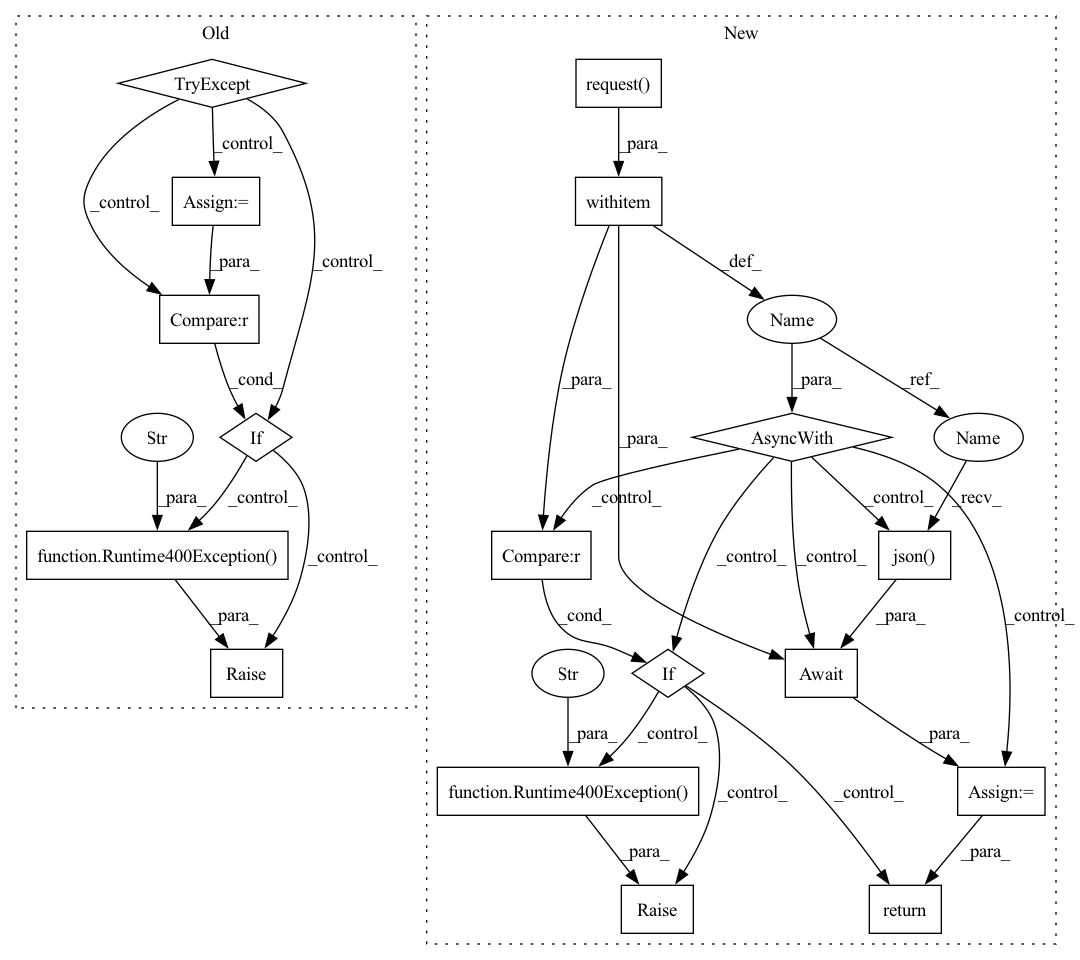 Old
New
TryExcept
request()
_control_
_para_
Assign:=
withitem
_control_
_para_
_control_
_def_
Compare:r
Name
_cond_
_para_
_para_
_para_
_ref_
Str
If
AsyncWith
Name
_para_
_control_
_control_
_control_
_recv_
function.Runtime400Exception()
_control_
Compare:r
_control_
_control_
json()
_para_
_cond_
_para_
_control_
Raise
Str
If
Await
_para_
_control_
_para_
function.Runtime400Exception()
_control_
_control_
Assign:=
_para_
_para_
Raise
return